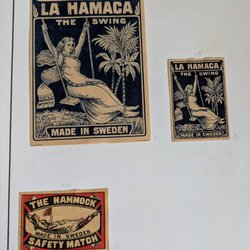 LA HAMACA
THE SWING
MADE IN SWEDEN
LA HAMACA
THE SWING
MADE IN SWEDEN
THE HAMMOCK
MADE IN SWEDEN
SAFETY MATCH